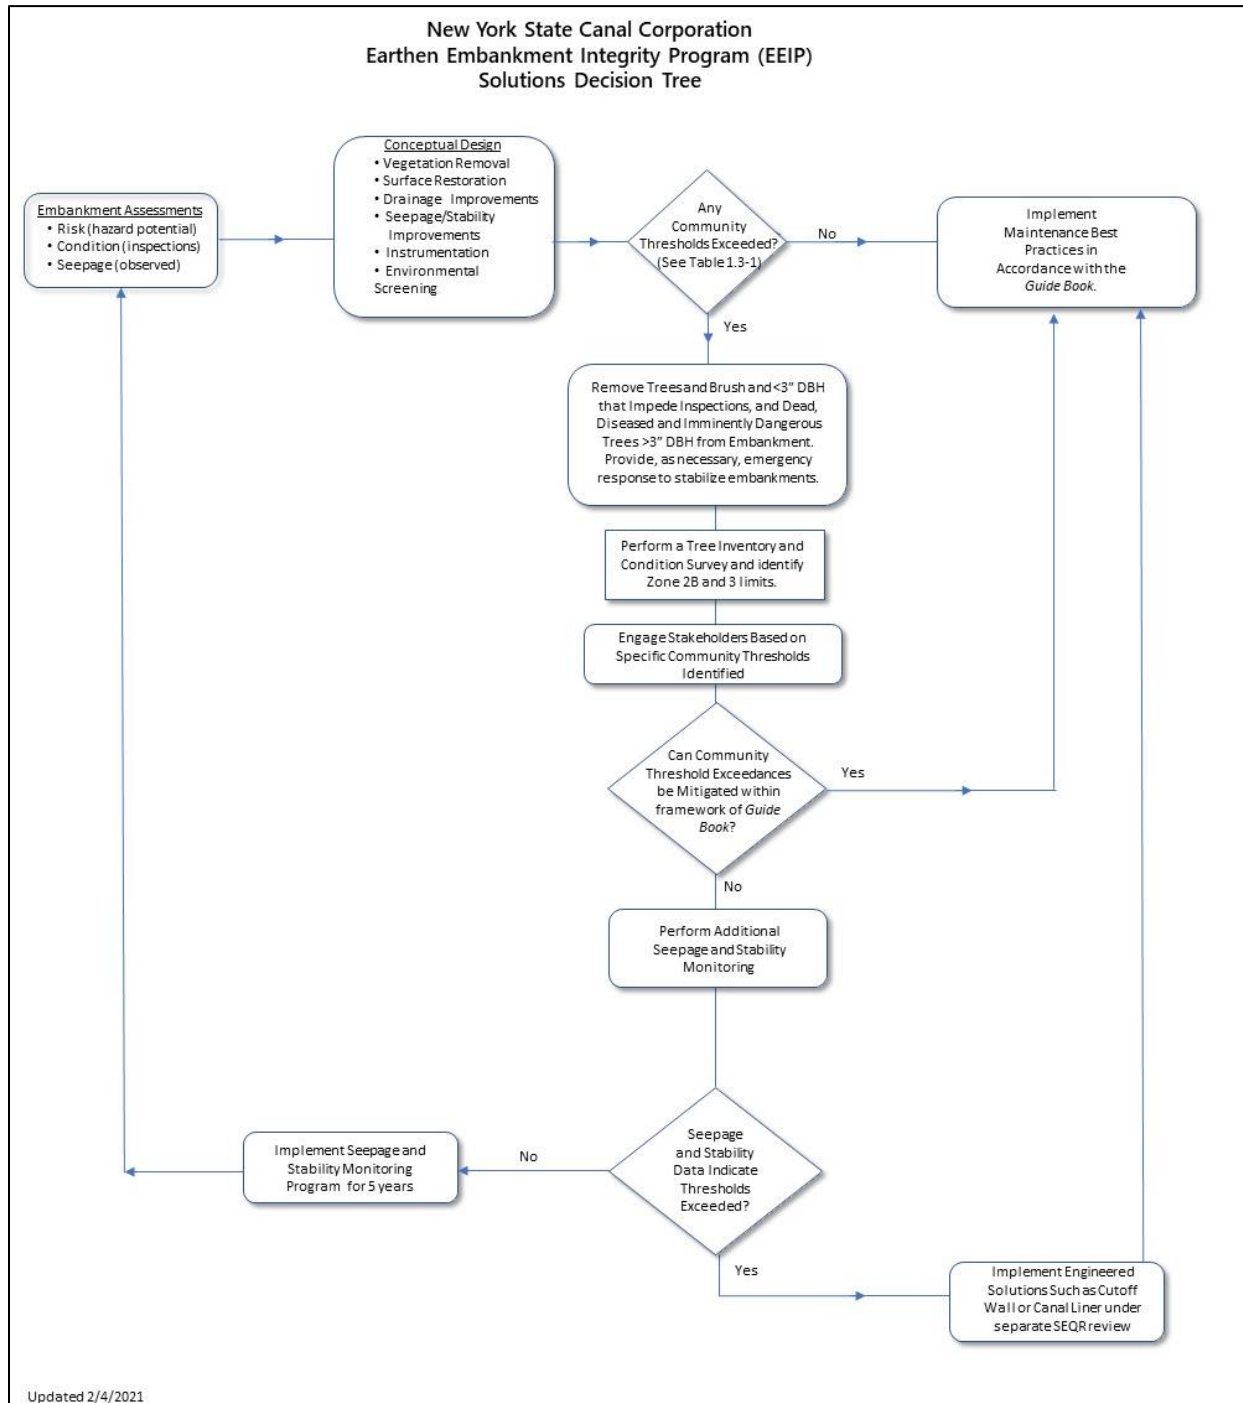 New York State Canal Corporation
Earthen Embankment Integrity Program (EEIP)
Solutions Decision Tree
Embankment Assessments
• Risk (hazard potential)
• Condition (inspections)
• Seepage (observed)
Conceptual Design
• Vegetation Removal
• Surface Restoration
• Drainage Improvements
• Seepage/Stability
Improvements
• Instrumentation
• Environmental
Screening
Any
Community
Thresholds Exceeded?
(See Table 1.3-1)
No
Implement
Maintenance Best
Practices in
Accordance with the
Guide Book.
Yes
Remove Trees and Brush and <3” DBH
that Impede Inspections, and Dead,
Diseased and Imminently Dangerous
Trees >3” DBH from Embankment.
Provide, as necessary, emergency
response to stabilize embankments.
Perform a Tree Inventory and
Condition Survey and identify
Zone 2B and 3 limits.
Engage Stakeholders Based on
Specific Community Thresholds
Identified
Can Community
Threshold Exceedances
be Mitigated within
framework of Guide
Book?
Yes
No
Perform Additional
Seepage and Stability
Monitoring
Seepage
and Stability
Data Indicate
Thresholds
Exceeded?
No
Implement Seepage and
Stability Monitoring
Program for 5 years
Yes
Implement Engineered
Solutions Such as Cutoff
Wall or Canal Liner under
separate SEQR review
Updated 2/4/2021